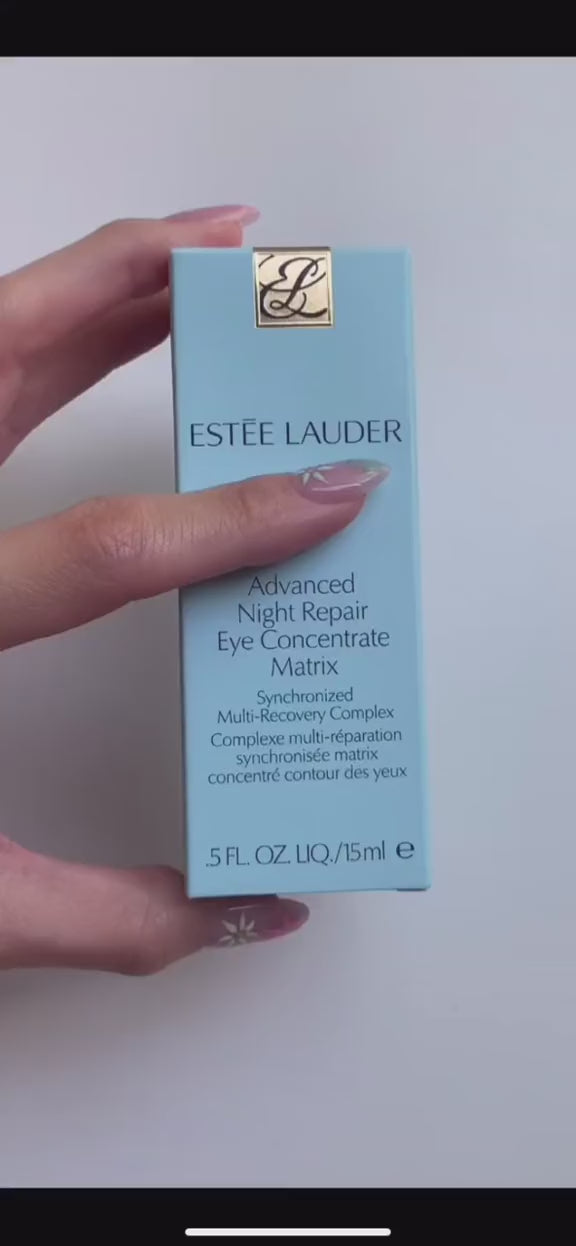 EL
ESTĒE LAUDER
Advanced
Night Repair
Eye Concentrate
Matrix
Synchronized
Multi-Recovery Complex
Complexe multi-réparation
synchronisée matrix
concentré contour des yeux
.5 FL. OZ. LIQ./15ml ℮